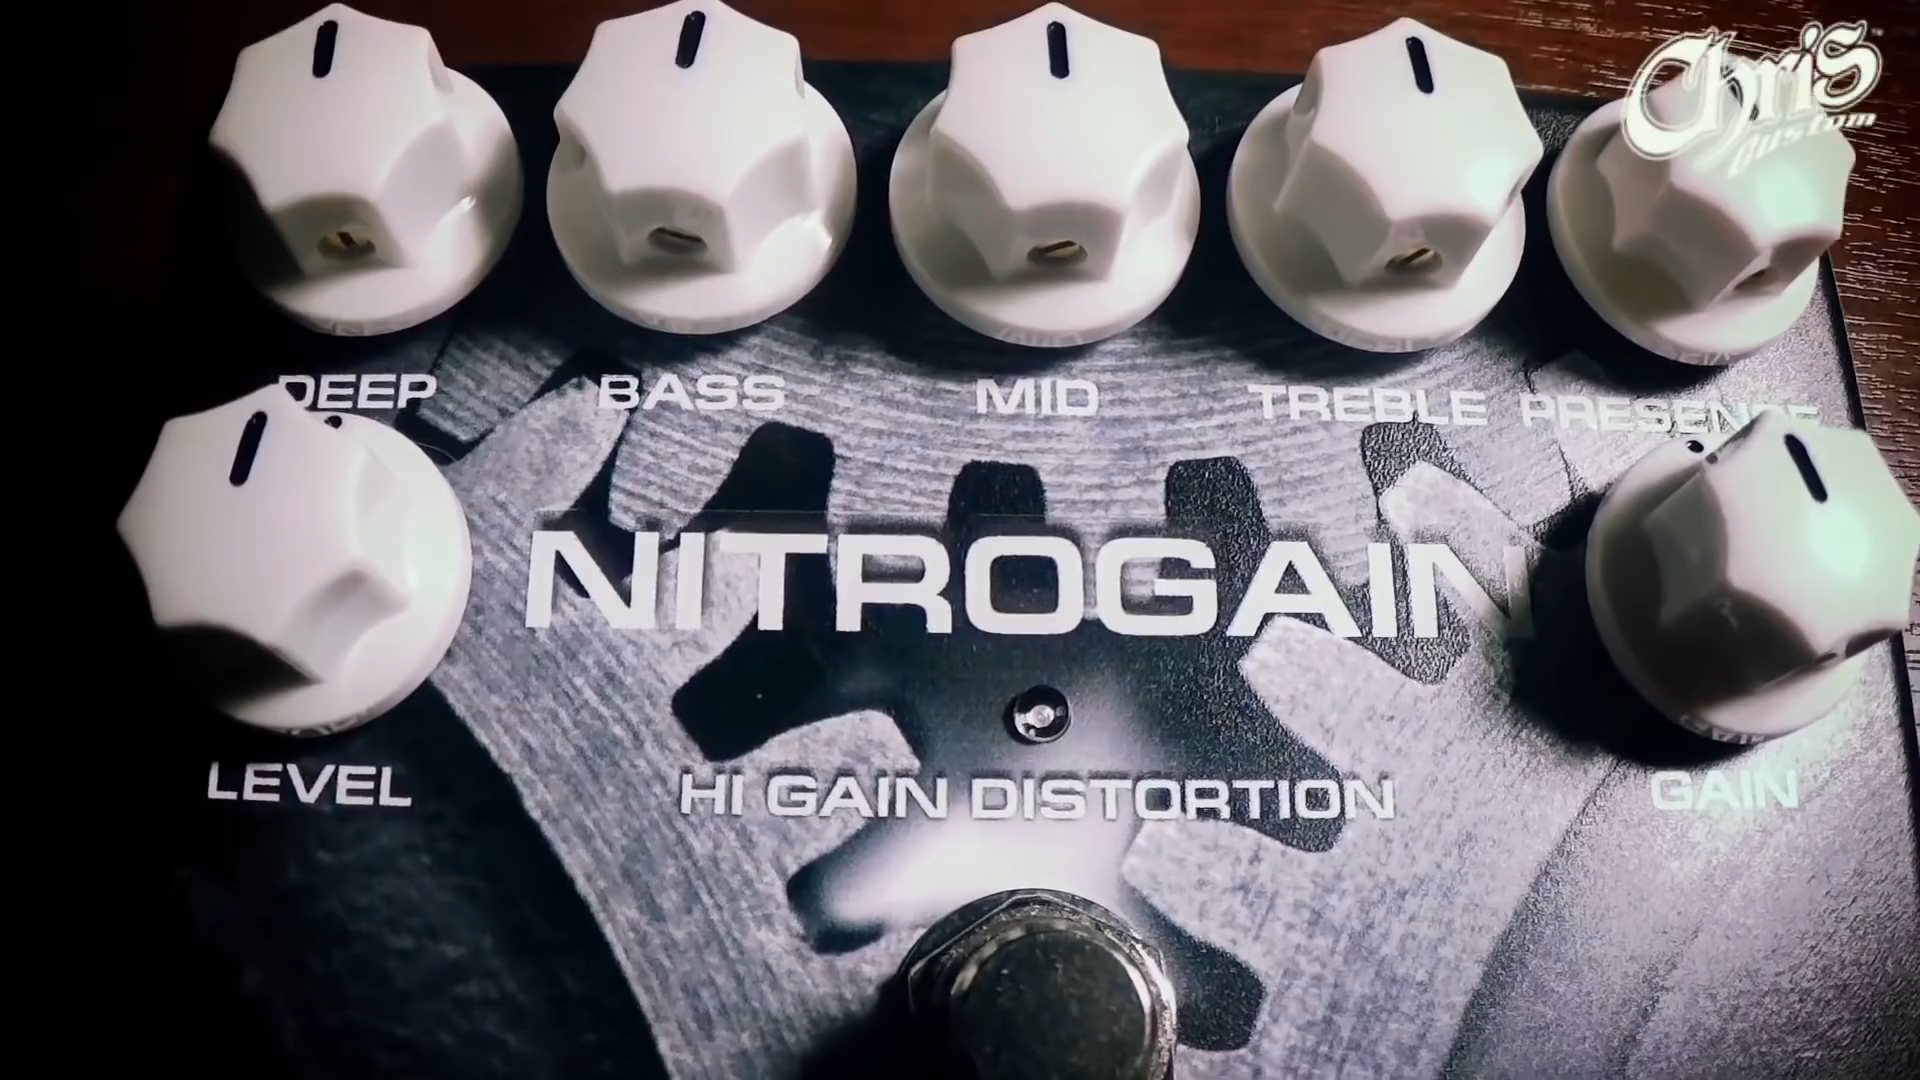 Chris
custom
DEEP BASS MID TREBLE PRESENCE
NITROGAIN
LEVEL HI GAIN DISTORTION GAIN